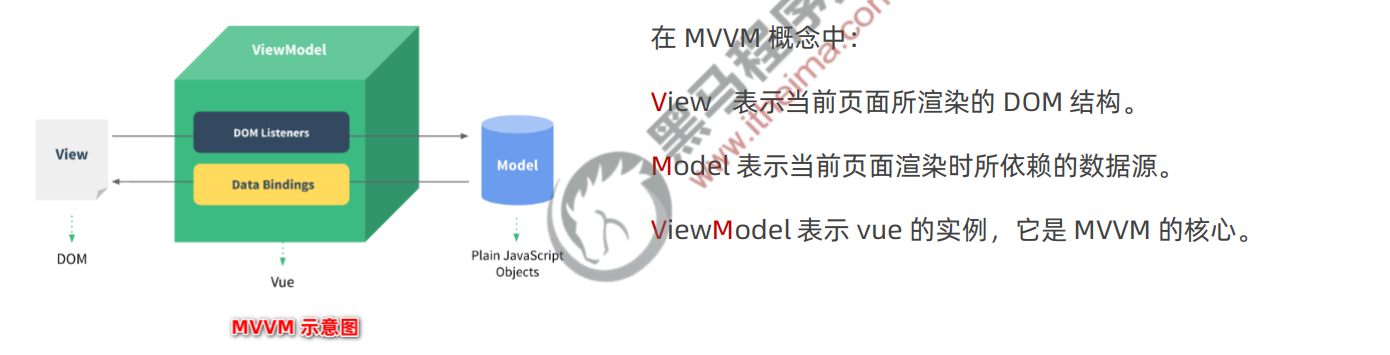 ViewModel
DOM Listeners
View
Model
Data Bindings
DOM
Plain JavaScript
Objects
Vue
MVVM 示意图
在 MVVM 概念中：
View 表示当前页面所渲染的 DOM 结构。
Model 表示当前页面渲染时所依赖的数据源。
ViewModel 表示 vue 的实例，它是 MVVM 的核心。
黑马程序
www.itheima.com